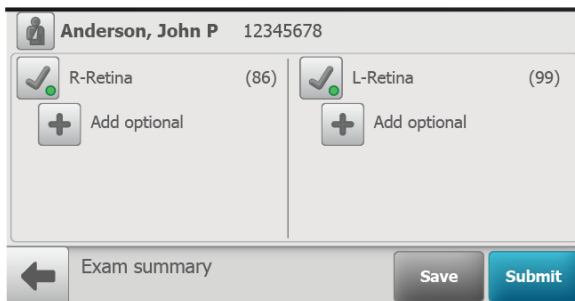 Anderson, John P 12345678
R-Retina (86) L-Retina (99)
Add optional Add optional
Exam summary Save Submit